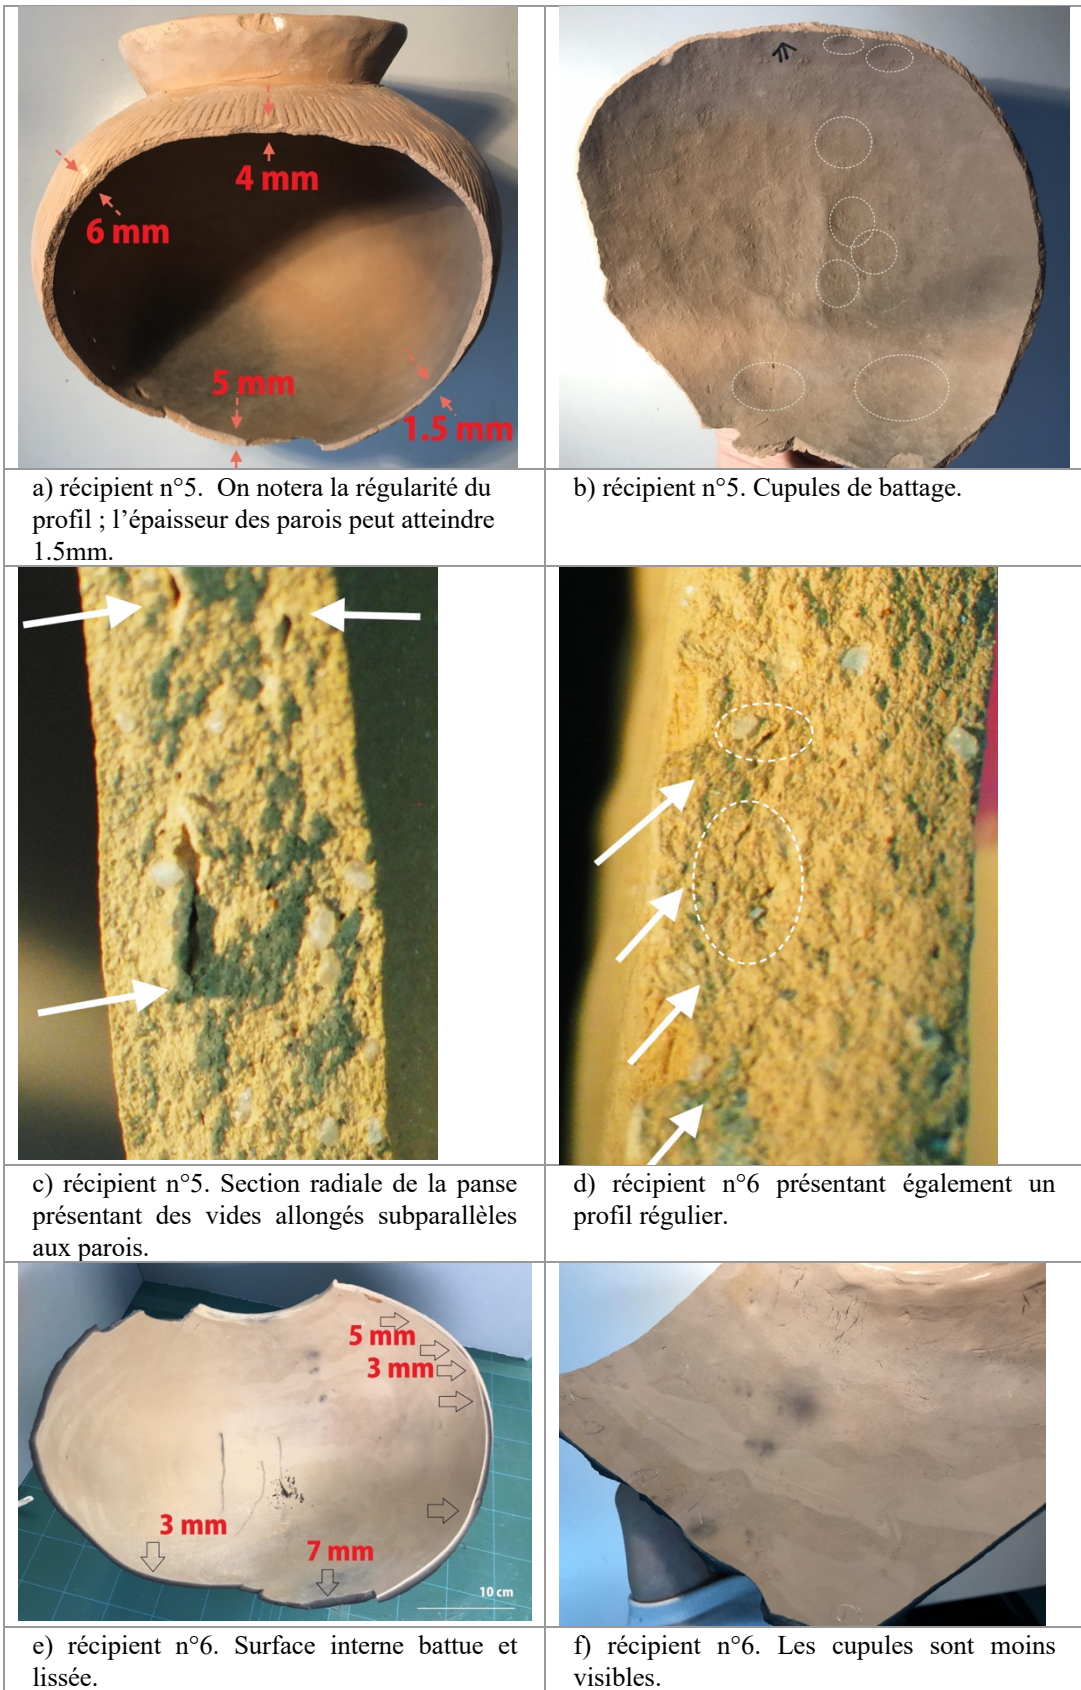 4 mm
6 mm
5 mm
1.5 mm
a) récipient n°5. On notera la régularité du
profil ; l’épaisseur des parois peut atteindre
1.5mm.
b) récipient n°5. Cupules de battage.
c) récipient n°5. Section radiale de la panse
présentant des vides allongés subparallèles
aux parois.
d) récipient n°6 présentant également un
profil régulier.
5 mm
3 mm
3 mm
7 mm
10 cm
e) récipient n°6. Surface interne battue et
lissée.
f) récipient n°6. Les cupules sont moins
visibles.